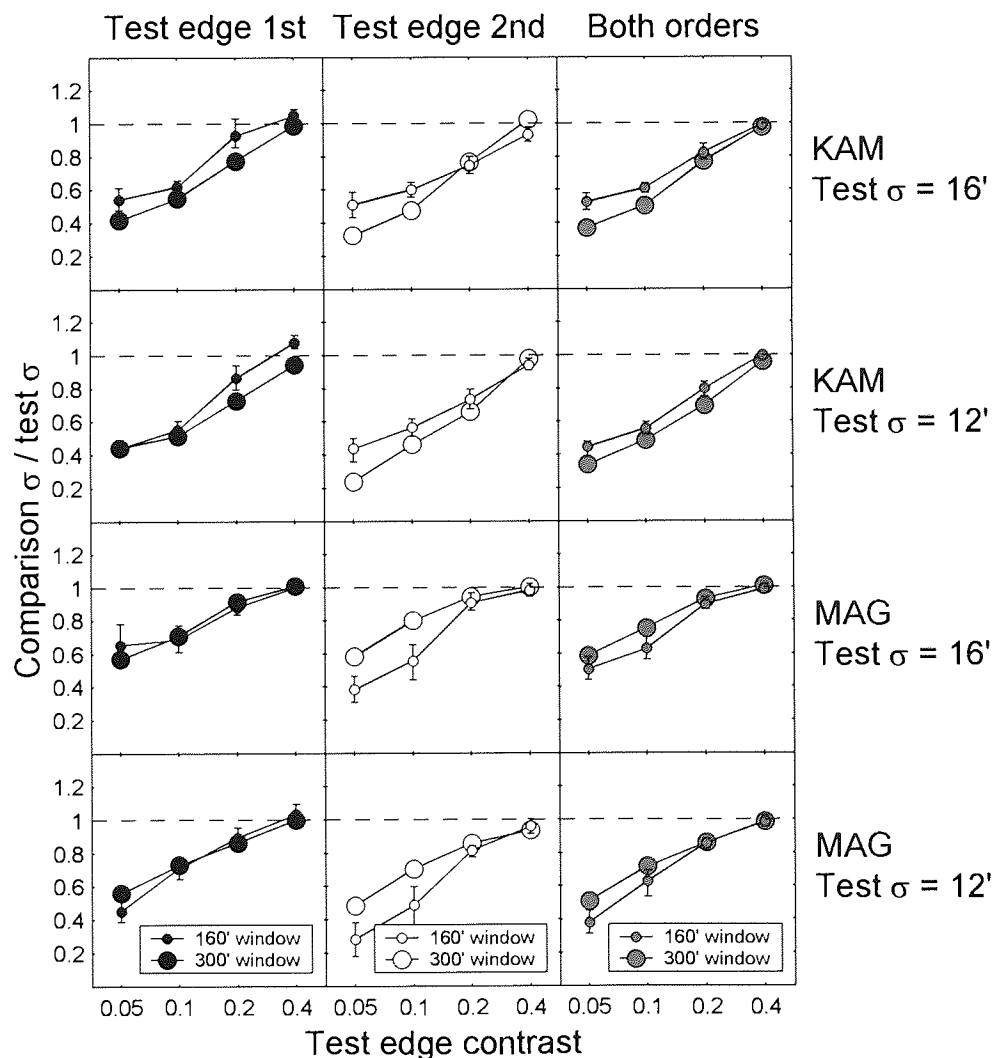 Test edge 1st Test edge 2nd Both orders
1.2
1
0.8
0.6
0.4
0.2
KAM
Test σ = 16'
1.2
1
0.8
0.6
0.4
0.2
KAM
Test σ = 12'
1.2
1
0.8
0.6
0.4
0.2
MAG
Test σ = 16'
1.2
1
0.8
0.6
0.4
0.2
MAG
Test σ = 12'
Comparison σ / test σ
160' window
300' window
160' window
300' window
160' window
300' window
0.05 0.1 0.2 0.4 0.05 0.1 0.2 0.4 0.05 0.1 0.2 0.4
Test edge contrast